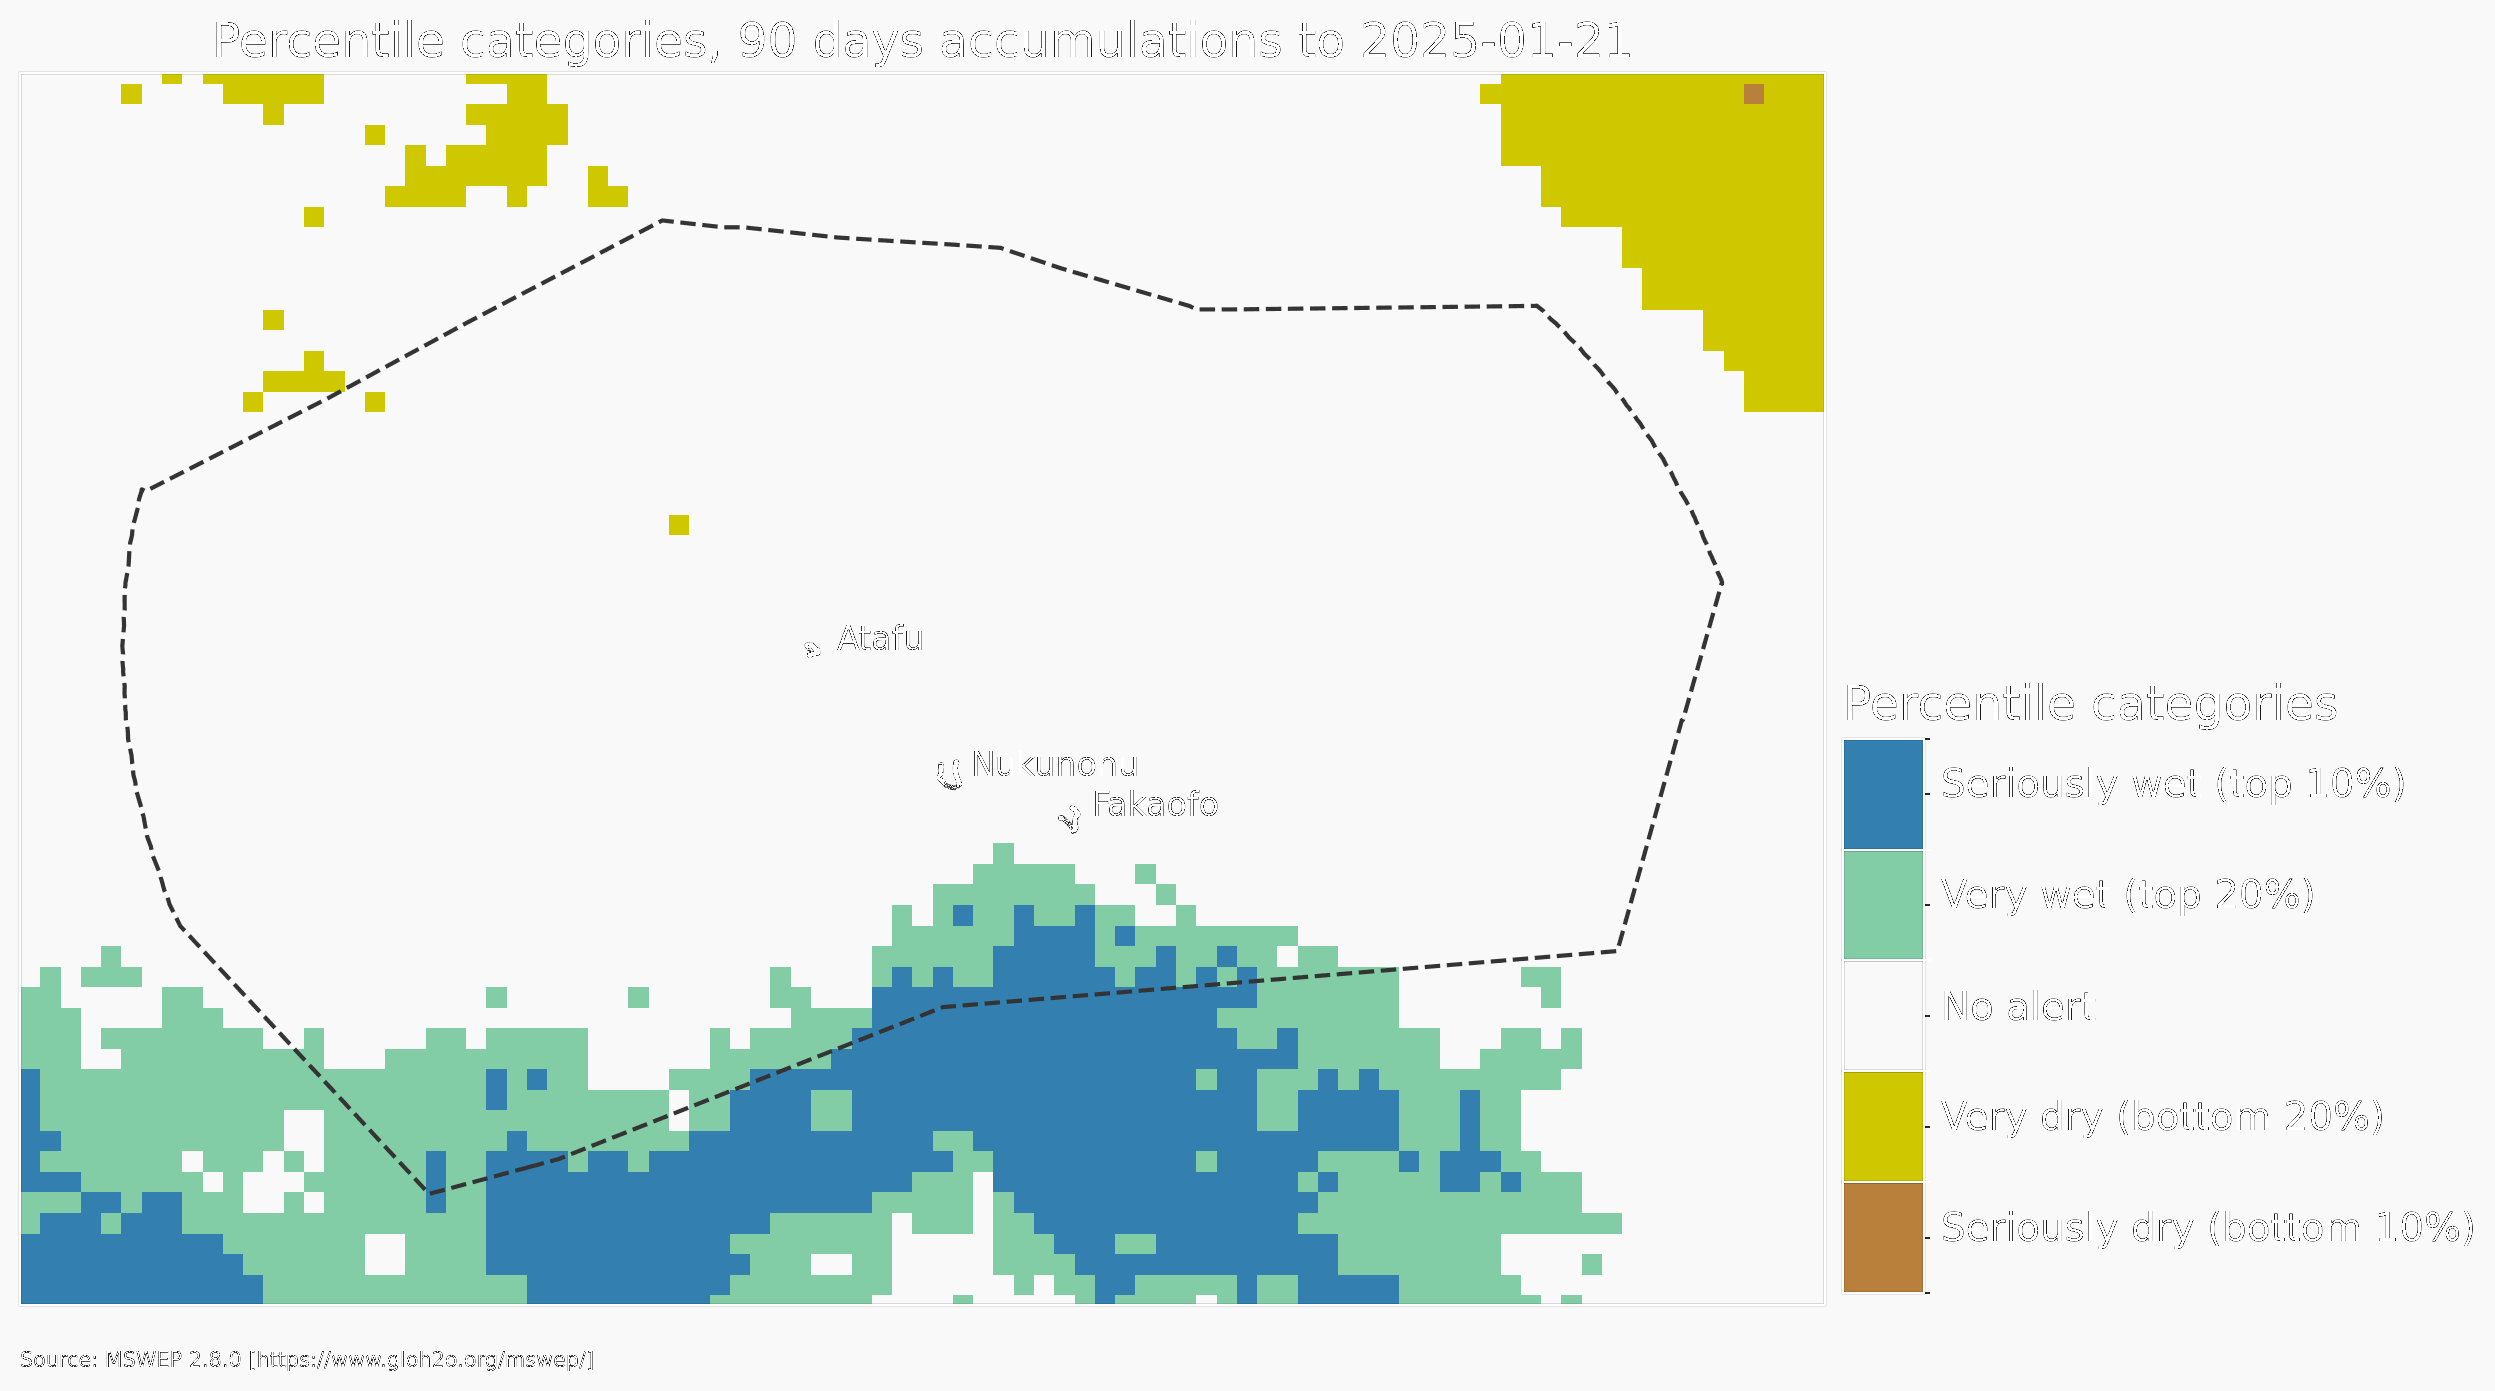 Percentile categories, 90 days accumulations to 2025-01-21
Atafu
Nukunonu
Fakaofo
Percentile categories
Seriously wet (top 10%)
Very wet (top 20%)
No alert
Very dry (bottom 20%)
Seriously dry (bottom 10%)
Source: MSWEP 2.8.0 [https://www.gloh2o.org/mswep/]